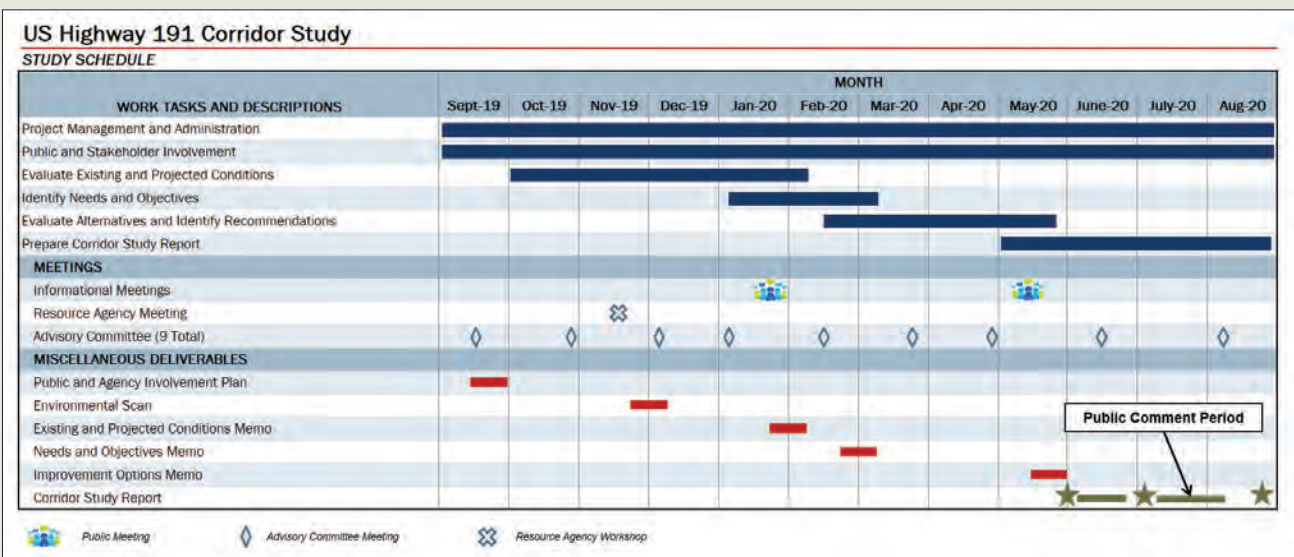 US Highway 191 Corridor Study
STUDY SCHEDULE
MONTH
WORK TASKS AND DESCRIPTIONS Sept-19 Oct-19 Nov-19 Dec-19 Jan-20 Feb-20 Mar-20 Apr-20 May-20 June-20 July-20 Aug-20
Project Management and Administration
Public and Stakeholder Involvement
Evaluate Existing and Projected Conditions
Identify Needs and Objectives
Evaluate Alternatives and Identify Recommendations
Prepare Corridor Study Report
MEETINGS
Informational Meetings
Resource Agency Meeting
Advisory Committee (9 Total)
MISCELLANEOUS DELIVERABLES
Public and Agency Involvement Plan
Environmental Scan
Existing and Projected Conditions Memo
Public Comment Period
Needs and Objectives Memo
Improvement Options Memo
Corridor Study Report
Public Meeting Advisory Committee Meeting Resource Agency Workshop